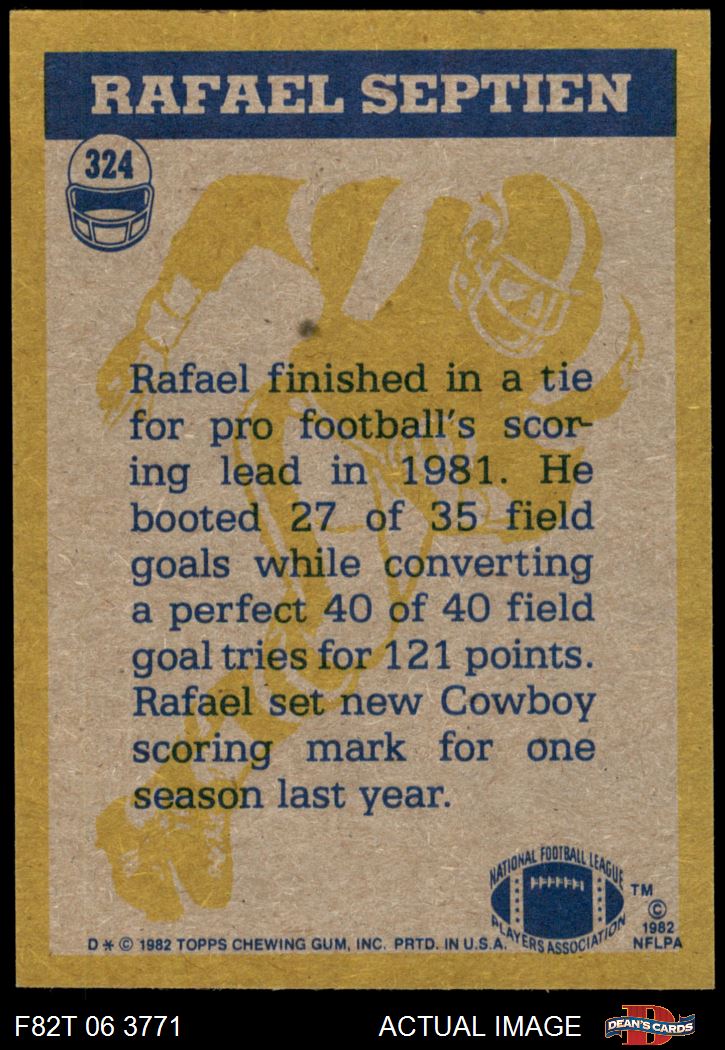 RAFAEL SEPTIEN
324
Rafael finished in a tie
for pro football's scor-
ing lead in 1981. He
booted 27 of 35 field
goals while converting
a perfect 40 of 40 field
goal tries for 121 points.
Rafael set new Cowboy
scoring mark for one
season last year.
NATIONAL FOOTBALL LEAGUE
PLAYERS ASSOCIATION
TM
©
1982
NFLPA
D * © 1982 TOPPS CHEWING GUM, INC. PRTD. IN U.S.A.
F82T 06 3771
ACTUAL IMAGE
D
DEAN'S CARDS